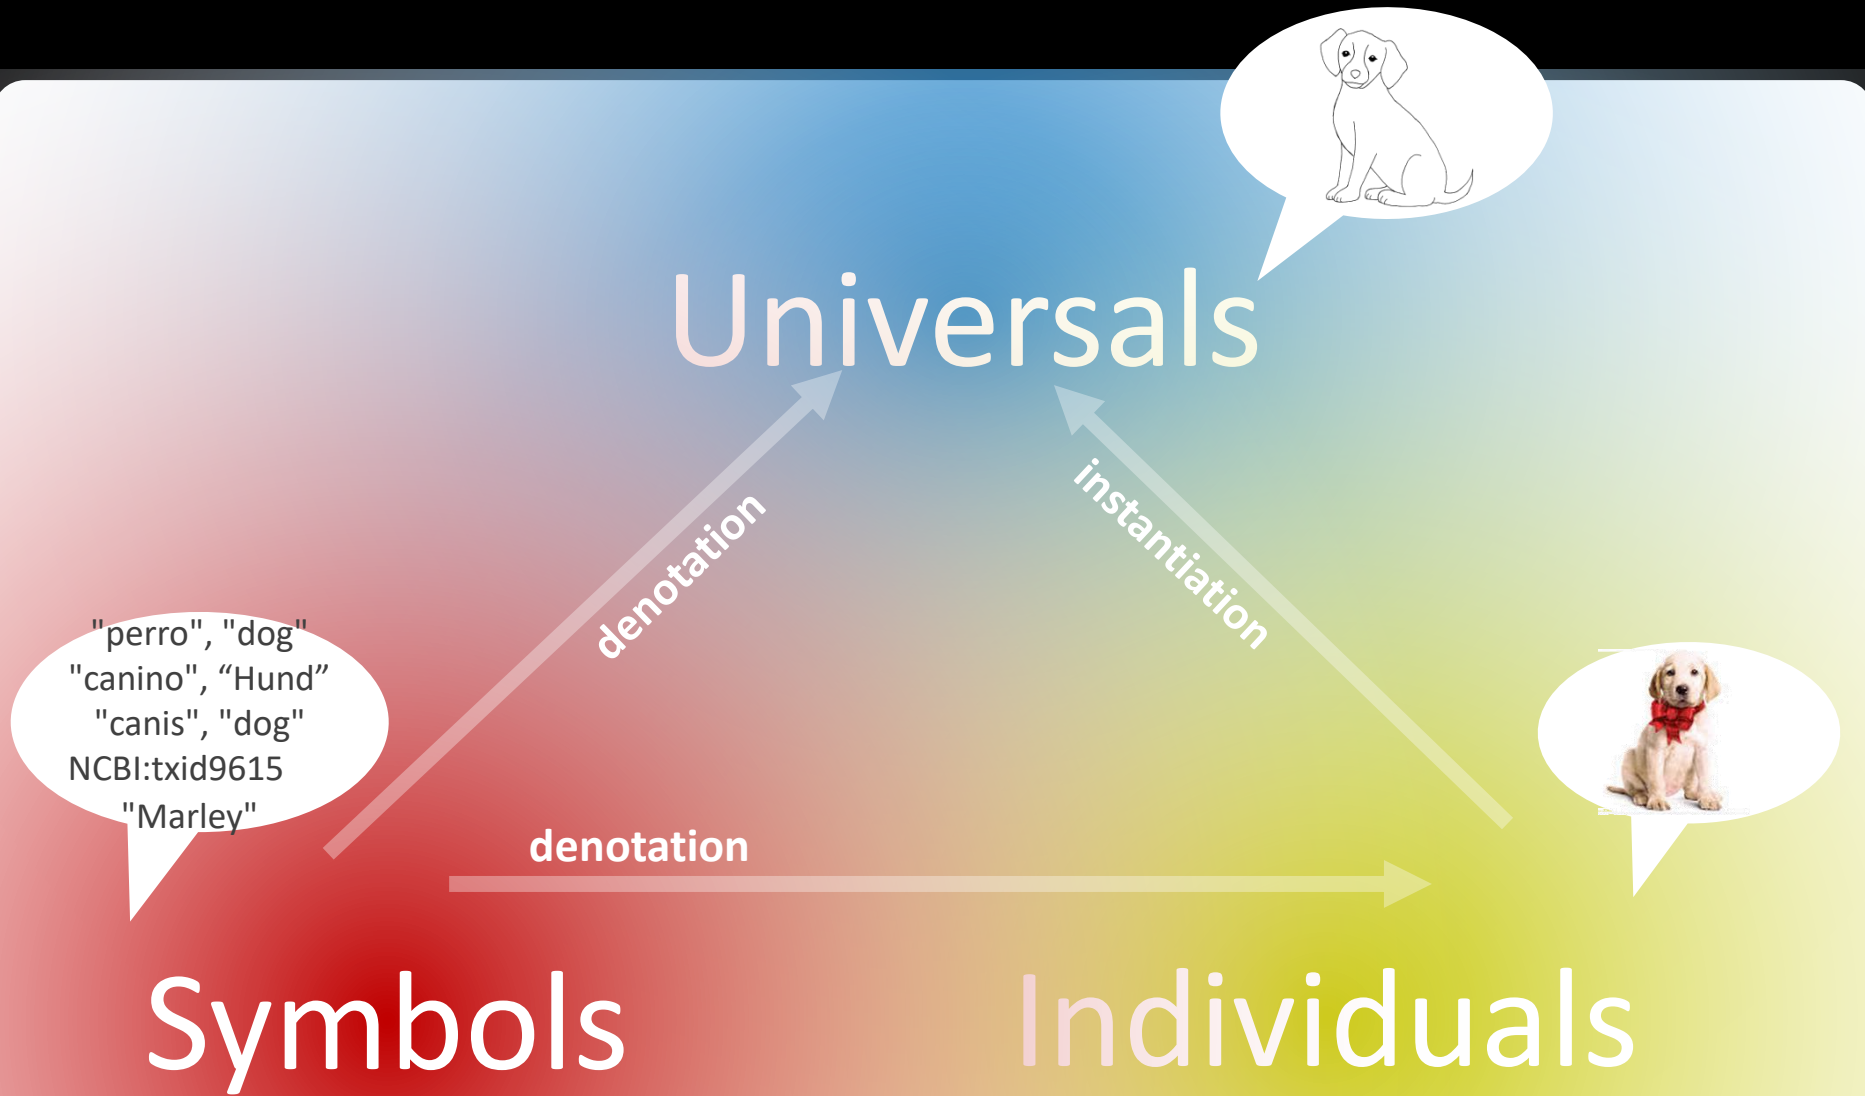 Universals
denotation
instantiation
"perro", "dog"
"canino", “Hund”
"canis", "dog"
NCBI:txid9615
"Marley"
denotation
Symbols
Individuals